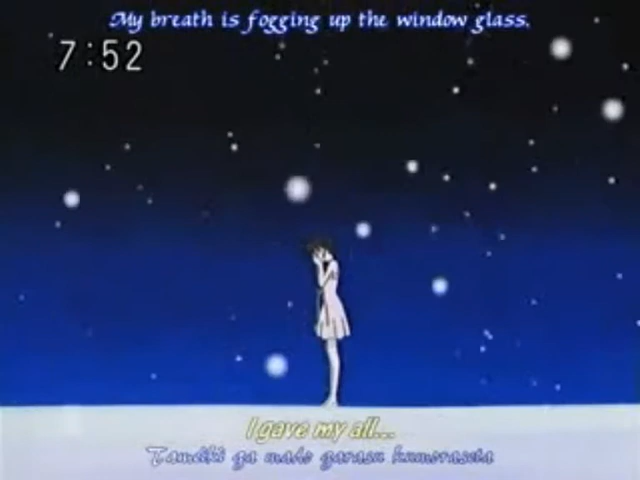 My breath is fogging up the window glass.
7:52
I gave my all...
Tameiki ga mado garasu kumoraseta